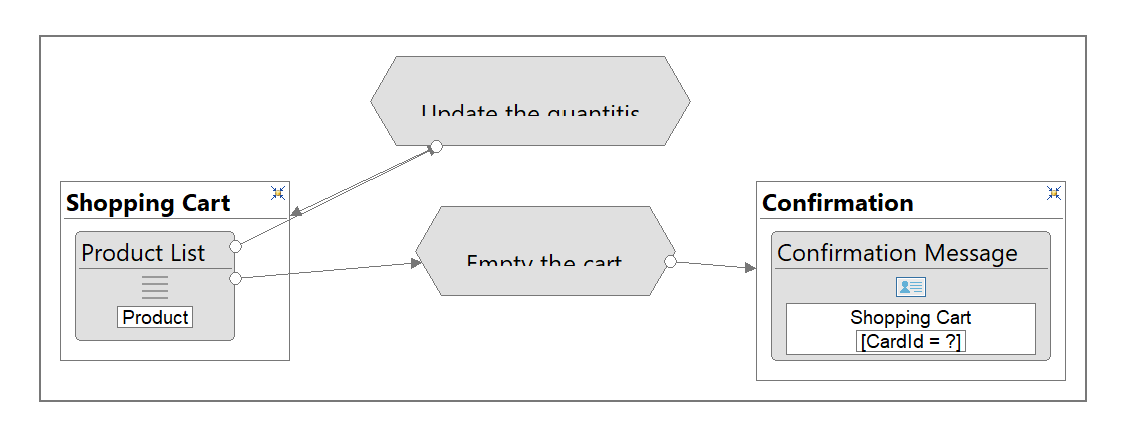 Update the quantitis
Shopping Cart
Product List
Product
Empty the cart
Confirmation
Confirmation Message
Shopping Cart
[CardId = ?]